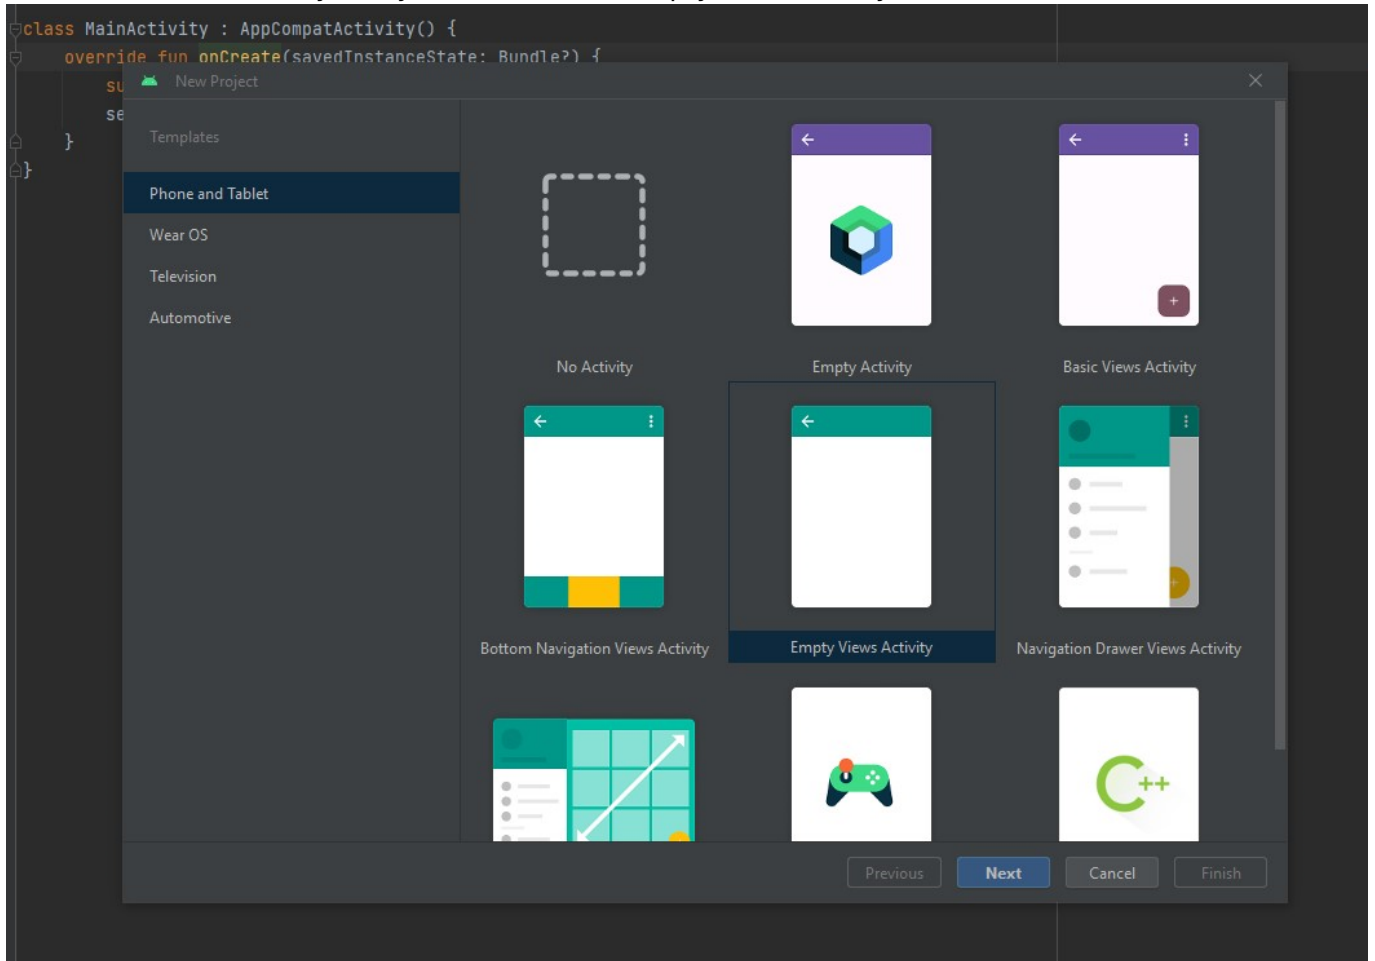 class MainActivity : AppCompatActivity() {
override fun onCreate(savedInstanceState: Bundle?) {
su
se
}
}
New Project
Templates
Phone and Tablet
Wear OS
Television
Automotive
No Activity
Empty Activity
Basic Views Activity
Bottom Navigation Views Activity
Empty Views Activity
Navigation Drawer Views Activity
C++
Previous
Next
Cancel
Finish